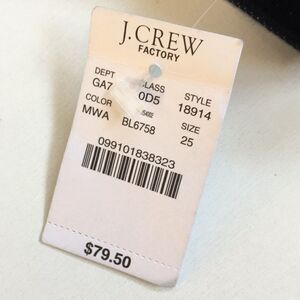 J.CREW
FACTORY
DEPT CLASS STYLE
GA7 0D5 18914
COLOR SIZE
MWA BL6758 25
099101838323
$79.50